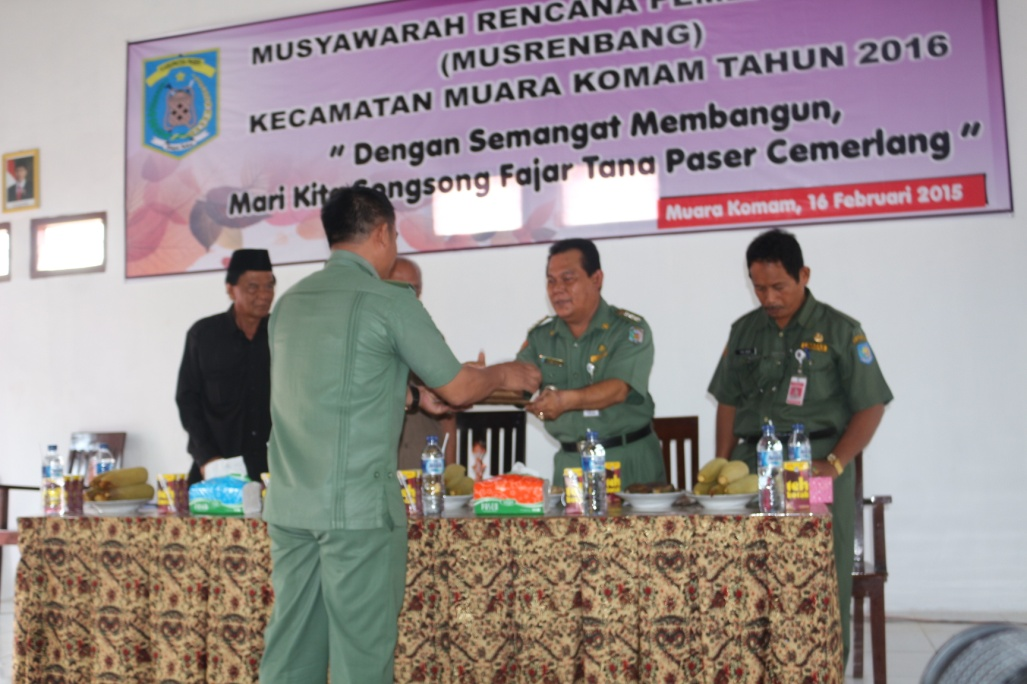 MUSYAWARAH RENCANA
(MUSRENBANG)
KECAMATAN MUARA KOMAM TAHUN 2016
" Dengan Semangat Membangun,
Mari Kita Songsong Fajar Tana Paser Cemerlang "
Muara Komam, 16 Februari 2015